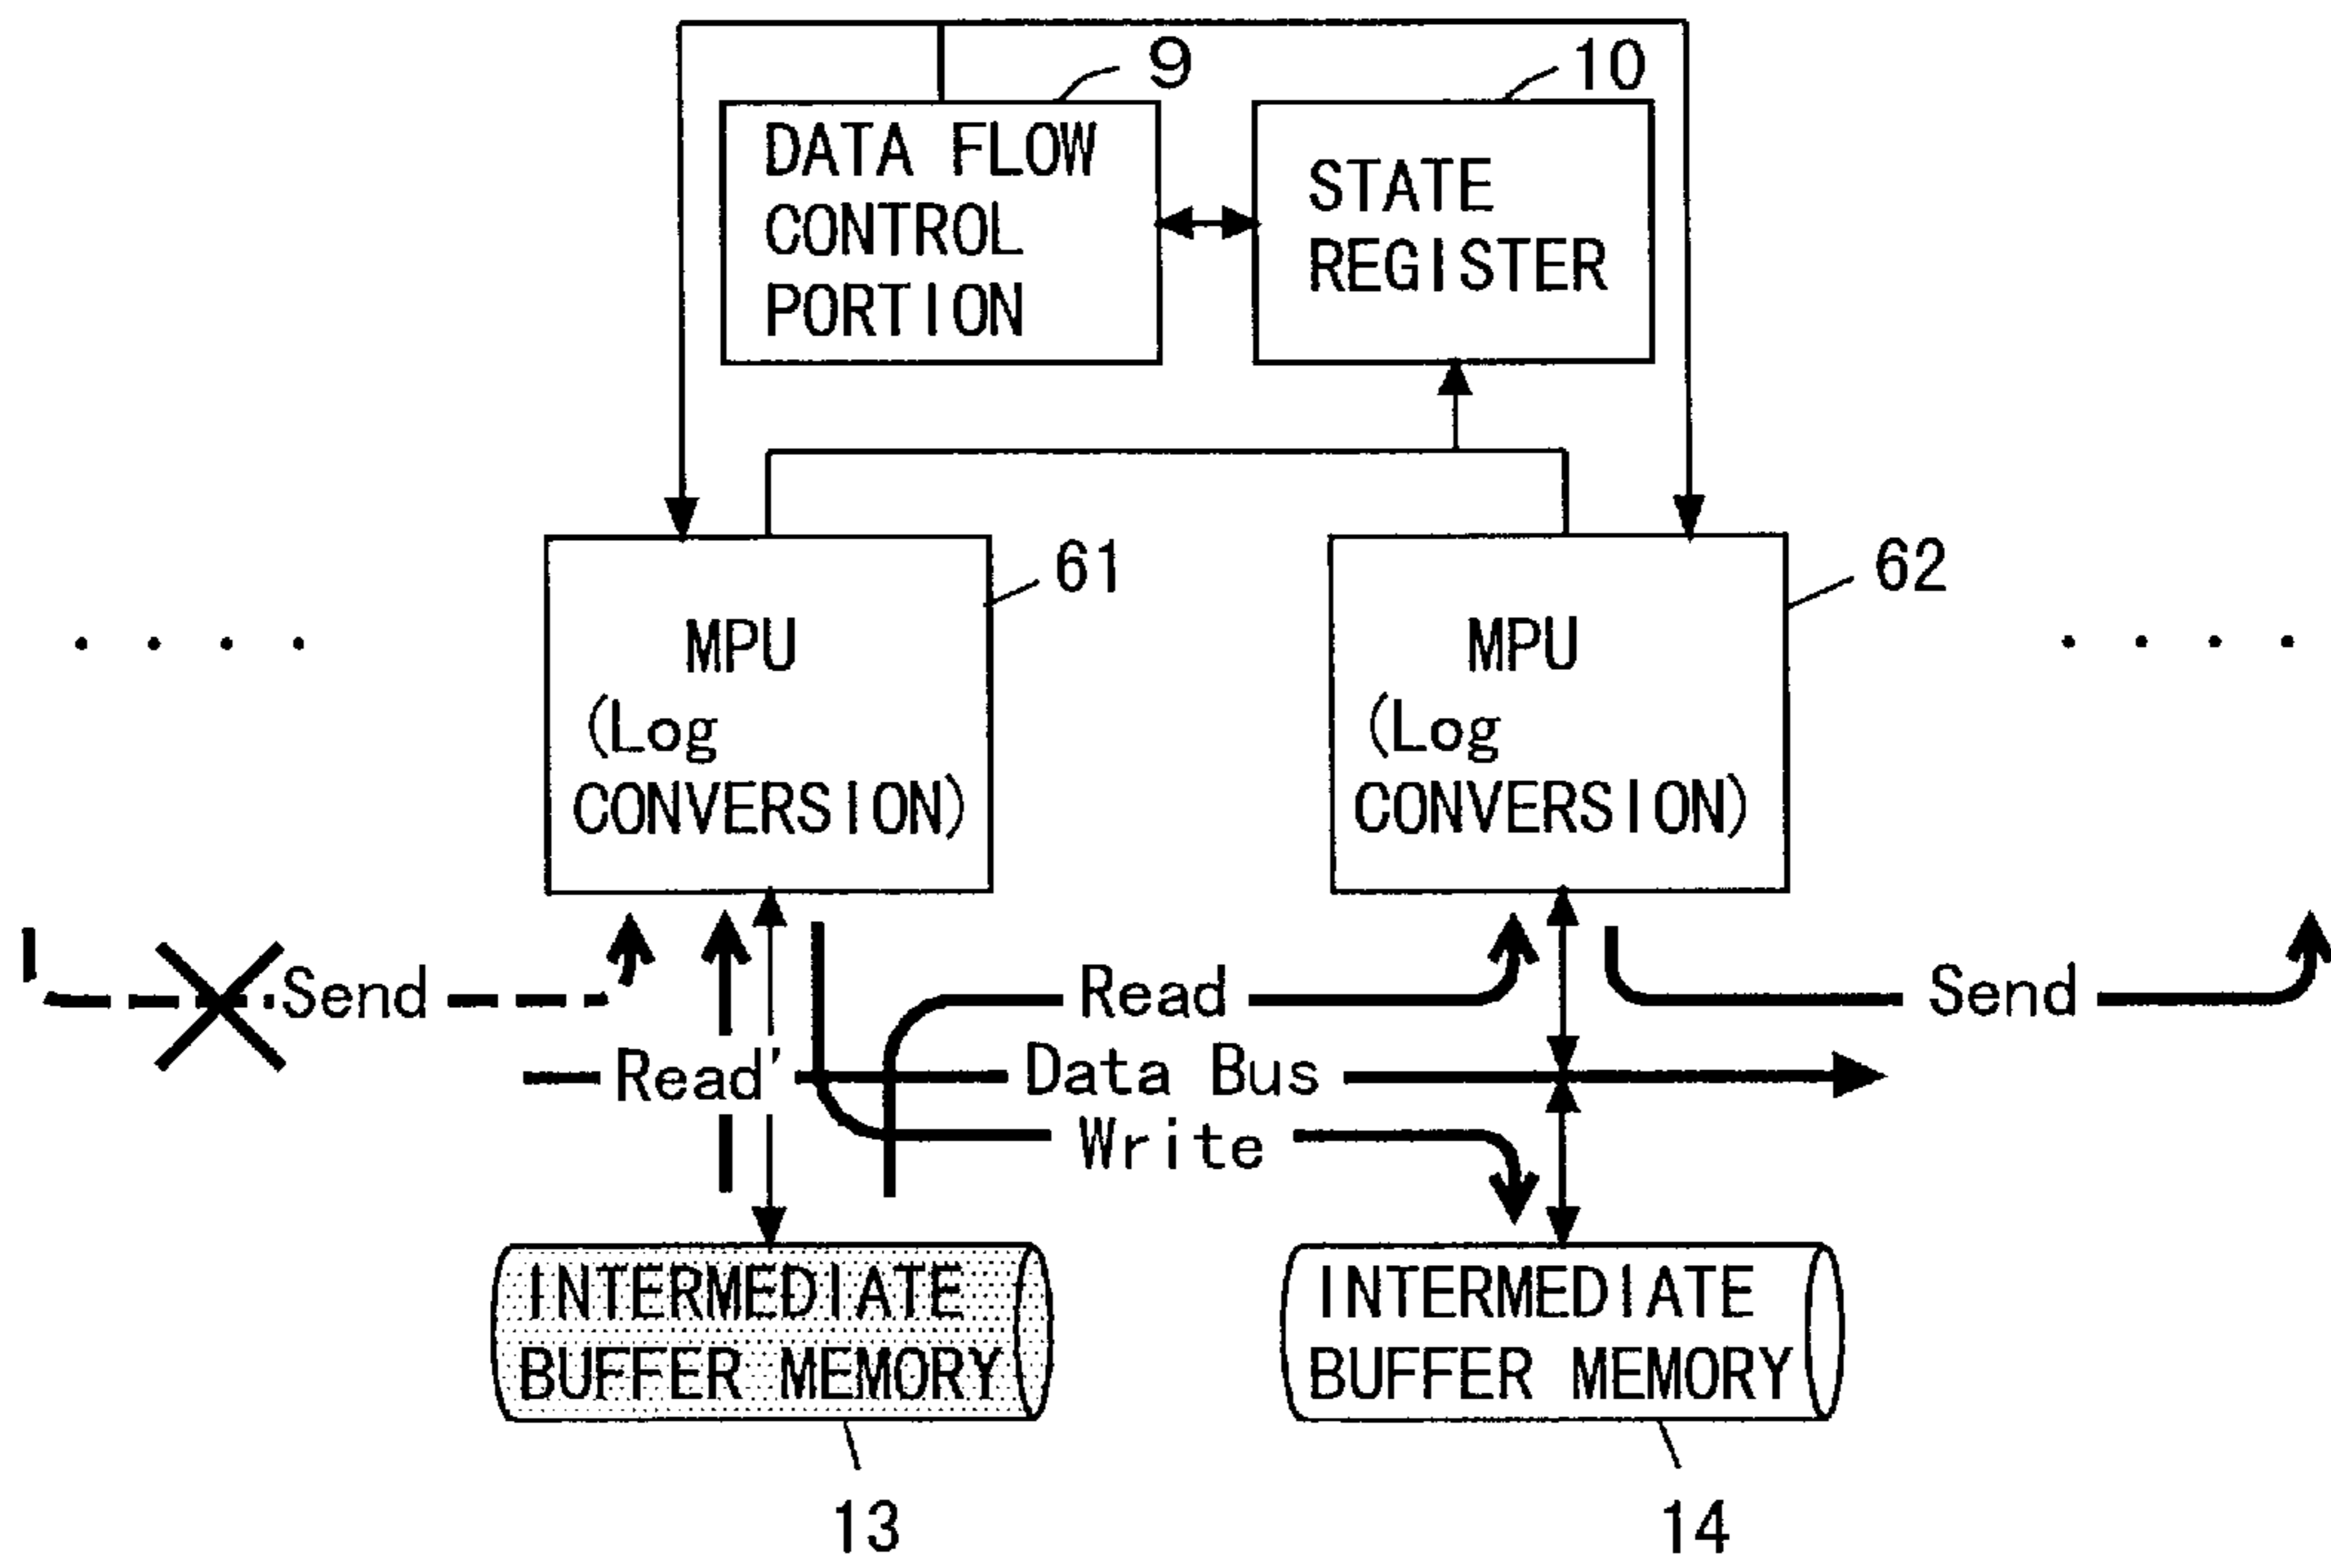 9
10
DATA FLOW
CONTROL
PORTION
STATE
REGISTER
61
62
MPU
(Log
CONVERSION)
MPU
(Log
CONVERSION)
Send
Read
Send
Read'
Data Bus
Write
INTERMEDIATE
BUFFER MEMORY
INTERMEDIATE
BUFFER MEMORY
13
14